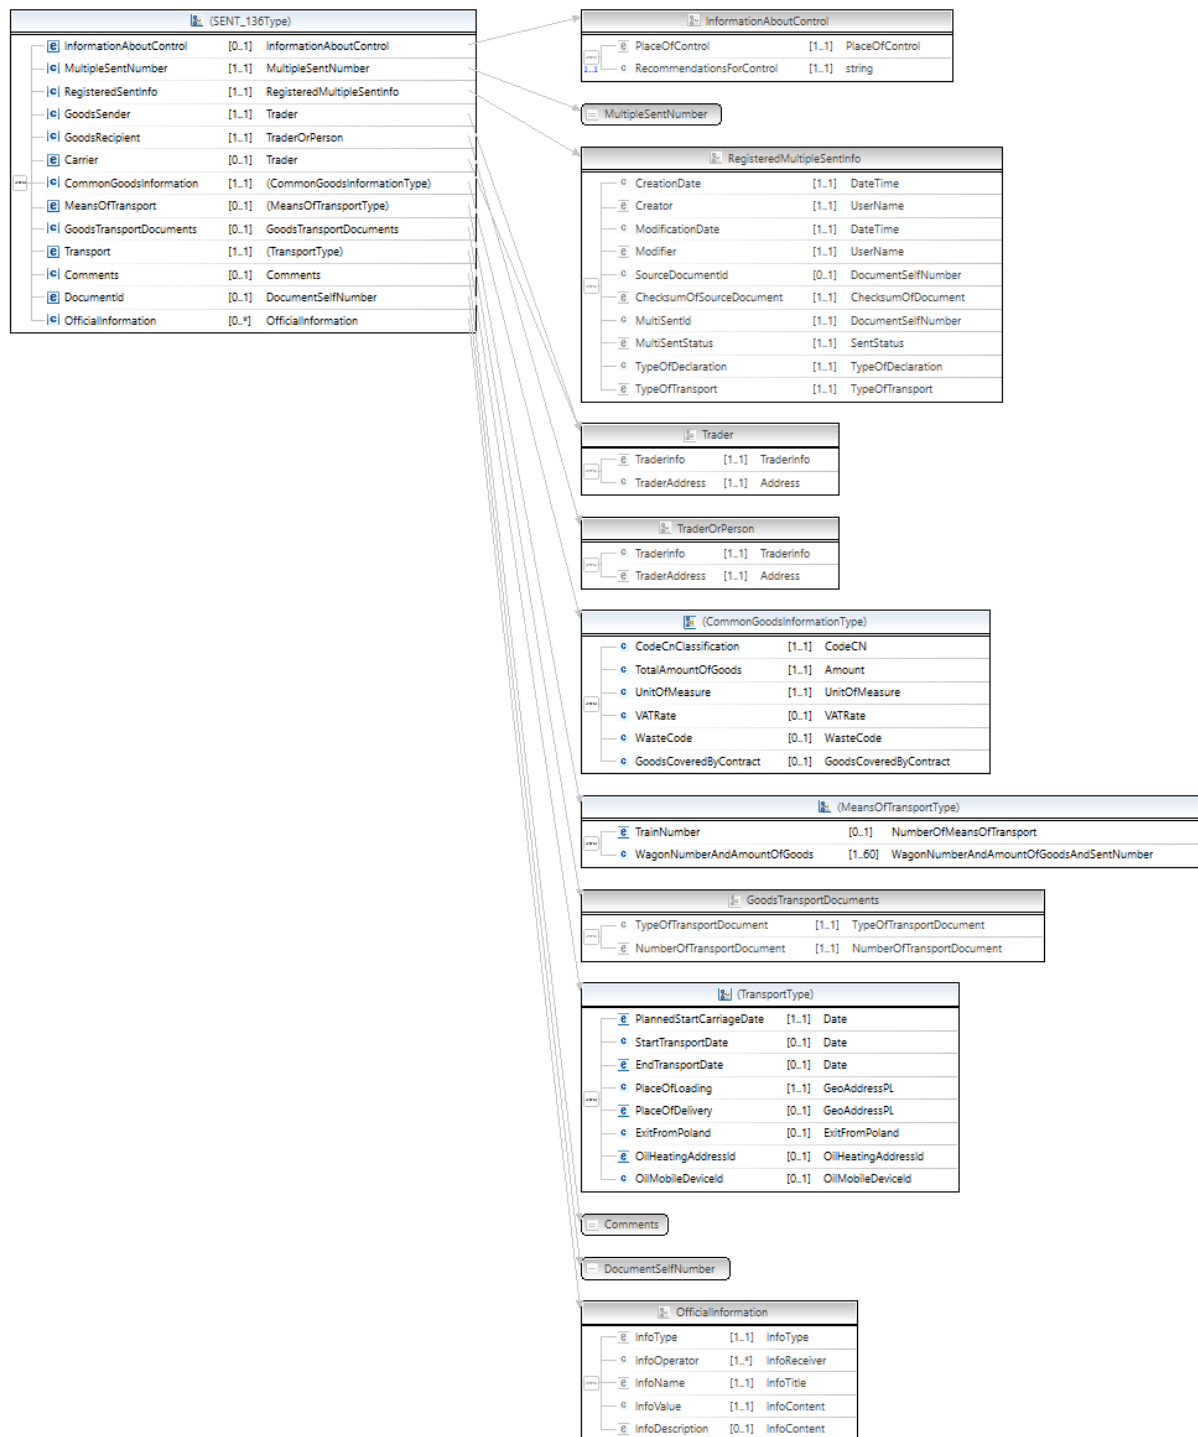 (SENT_136Type)
InformationAboutControl [0..1] InformationAboutControl
MultipleSentNumber [1..1] MultipleSentNumber
RegisteredSentInfo [1..1] RegisteredMultipleSentInfo
GoodsSender [1..1] Trader
GoodsRecipient [1..1] TraderOrPerson
Carrier [0..1] Trader
CommonGoodsInformation [1..1] (CommonGoodsInformationType)
MeansOfTransport [0..1] (MeansOfTransportType)
GoodsTransportDocuments [0..1] GoodsTransportDocuments
Transport [1..1] (TransportType)
Comments [0..1] Comments
DocumentId [0..1] DocumentSelfNumber
OfficialInformation [0..*] OfficialInformation
InformationAboutControl
PlaceOfControl [1..1] PlaceOfControl
1..1
RecommendationsForControl [1..1] string
MultipleSentNumber
RegisteredMultipleSentInfo
CreationDate [1..1] DateTime
Creator [1..1] UserName
ModificationDate [1..1] DateTime
Modifier [1..1] UserName
SourceDocumentId [0..1] DocumentSelfNumber
ChecksumOfSourceDocument [1..1] ChecksumOfDocument
MultiSentId [1..1] DocumentSelfNumber
MultiSentStatus [1..1] SentStatus
TypeOfDeclaration [1..1] TypeOfDeclaration
TypeOfTransport [1..1] TypeOfTransport
Trader
TraderInfo [1..1] TraderInfo
TraderAddress [1..1] Address
TraderOrPerson
TraderInfo [1..1] TraderInfo
TraderAddress [1..1] Address
(CommonGoodsInformationType)
CodeCnClassification [1..1] CodeCN
TotalAmountOfGoods [1..1] Amount
UnitOfMeasure [1..1] UnitOfMeasure
VATRate [0..1] VATRate
WasteCode [0..1] WasteCode
GoodsCoveredByContract [0..1] GoodsCoveredByContract
(MeansOfTransportType)
TrainNumber [0..1] NumberOfMeansOfTransport
WagonNumberAndAmountOfGoods [1..60] WagonNumberAndAmountOfGoodsAndSentNumber
GoodsTransportDocuments
TypeOfTransportDocument [1..1] TypeOfTransportDocument
NumberOfTransportDocument [1..1] NumberOfTransportDocument
(TransportType)
PlannedStartCarriageDate [1..1] Date
StartTransportDate [0..1] Date
EndTransportDate [0..1] Date
PlaceOfLoading [1..1] GeoAddressPL
PlaceOfDelivery [0..1] GeoAddressPL
ExitFromPoland [0..1] ExitFromPoland
OilHeatingAddressId [0..1] OilHeatingAddressId
OilMobileDeviceId [0..1] OilMobileDeviceId
Comments
DocumentSelfNumber
OfficialInformation
InfoType [1..1] InfoType
InfoOperator [1..*] InfoReceiver
InfoName [1..1] InfoTitle
InfoValue [1..1] InfoContent
InfoDescription [0..1] InfoContent